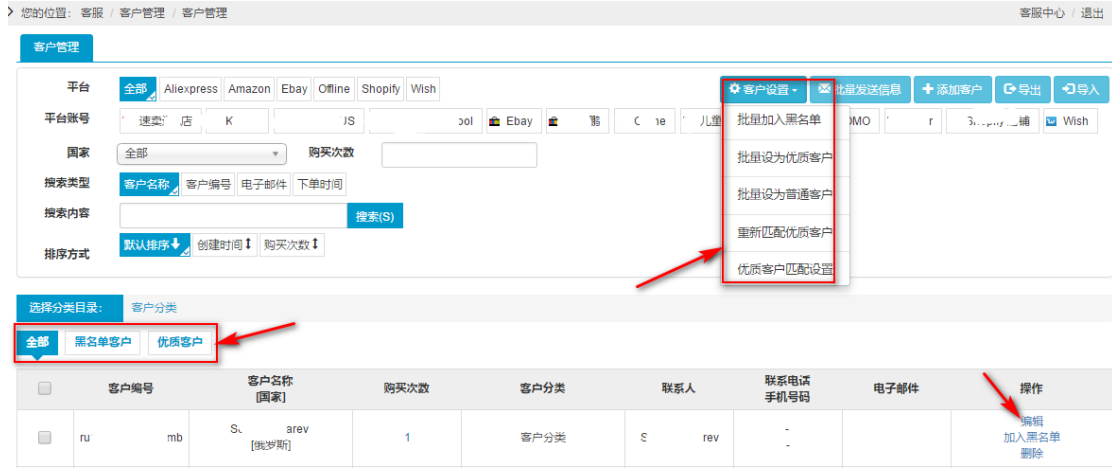 您的位置: 客服 / 客户管理 / 客户管理
客服中心 / 退出
客户管理
平台 全部 Aliexpress Amazon Ebay Offline Shopify Wish
客户设置 批量发送信息 添加客户 导出 导入
平台账号 速卖 店 K US ool Ebay 鹅 C ne 儿童 OMO r 铺 Wish
批量加入黑名单
国家 全部 购买次数
批量设为优质客户
搜索类型 客户名称 客户编号 电子邮件 下单时间
批量设为普通客户
搜索内容 搜索(S)
重新匹配优质客户
排序方式 默认排序 创建时间 购买次数
优质客户匹配设置
选择分类目录: 客户分类
全部 黑名单客户 优质客户
客户编号 客户名称 [国家] 购买次数 客户分类 联系人 联系电话 手机号码 电子邮件 操作
ru mb S arev 1 客户分类 S rev - 编辑
[俄罗斯] - 加入黑名单
删除